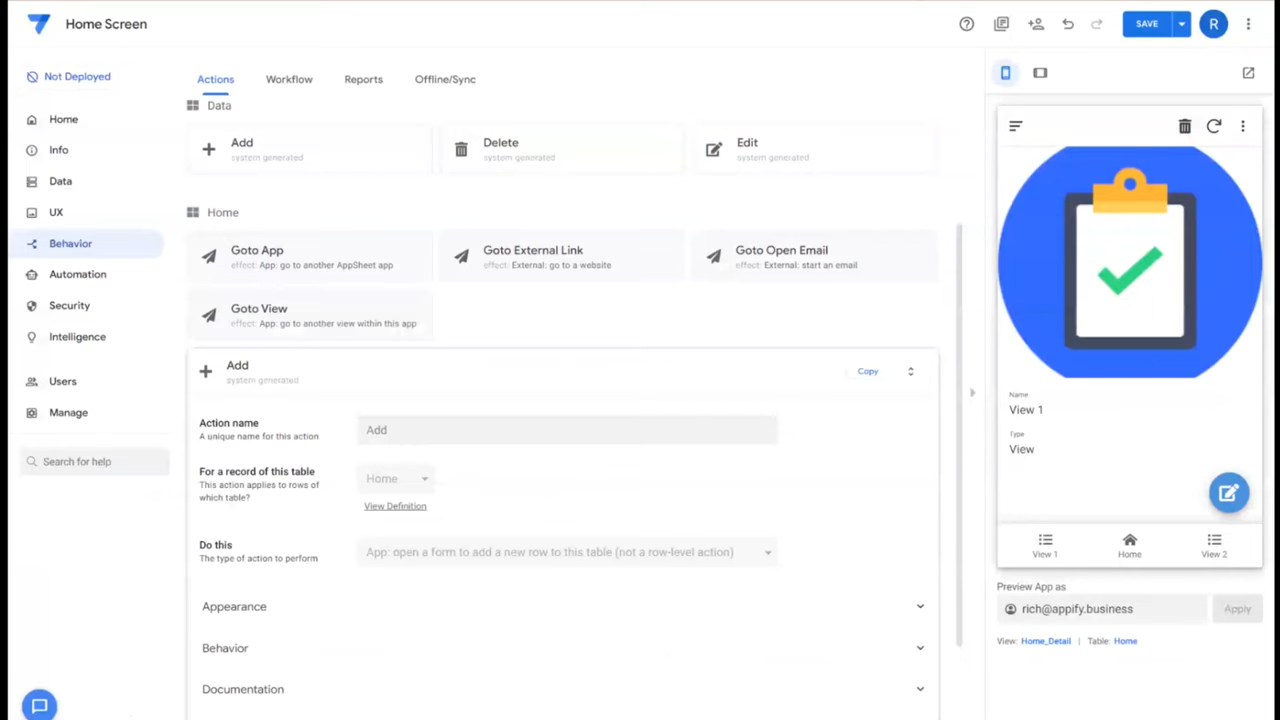 Home Screen
SAVE
R
Not Deployed
Home
Info
Data
UX
Behavior
Automation
Security
Intelligence
Users
Manage
Search for help
Actions Workflow Reports Offline/Sync
Data
Add
system generated
Delete
system generated
Edit
system generated
Home
Goto App
effect: App: go to another AppSheet app
Goto External Link
effect: External: go to a website
Goto Open Email
effect: External: start an email
Goto View
effect: App: go to another view within this app
Add
system generated
Copy
Action name
A unique name for this action
Add
For a record of this table
This action applies to rows of
which table?
Home
View Definition
Do this
The type of action to perform
App: open a form to add a new row to this table (not a row-level action)
Appearance
Behavior
Documentation
Name
View 1
Type
View
View 1 Home View 2
Preview App as
rich@appify.business
Apply
View: Home_Detail | Table: Home